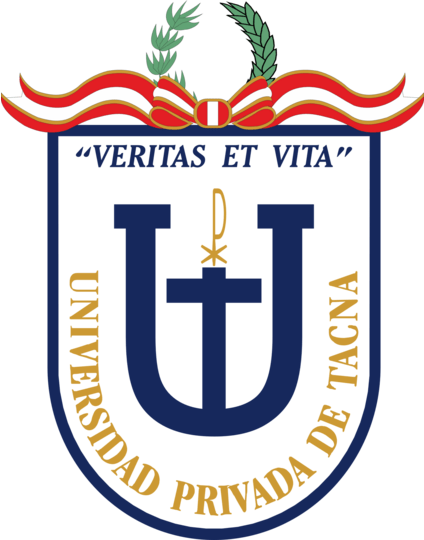 “VERITAS ET VITA”
UNIVERSIDAD PRIVADA DE TACNA